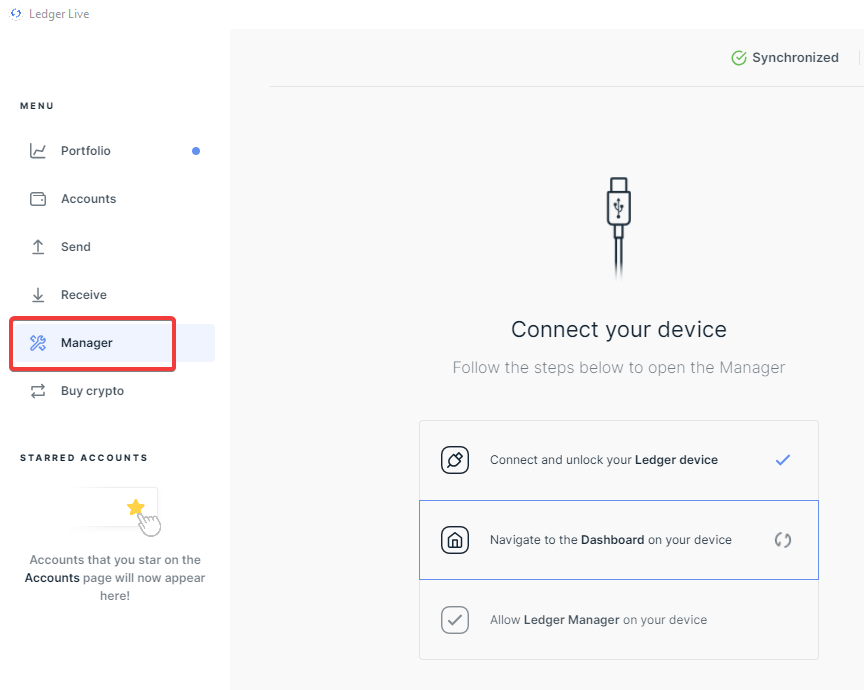 Ledger Live
Synchronized
MENU
Portfolio
Accounts
Send
Receive
Manager
Buy crypto
STARRED ACCOUNTS
Accounts that you star on the
Accounts page will now appear
here!
Connect your device
Follow the steps below to open the Manager
Connect and unlock your Ledger device
Navigate to the Dashboard on your device
Allow Ledger Manager on your device